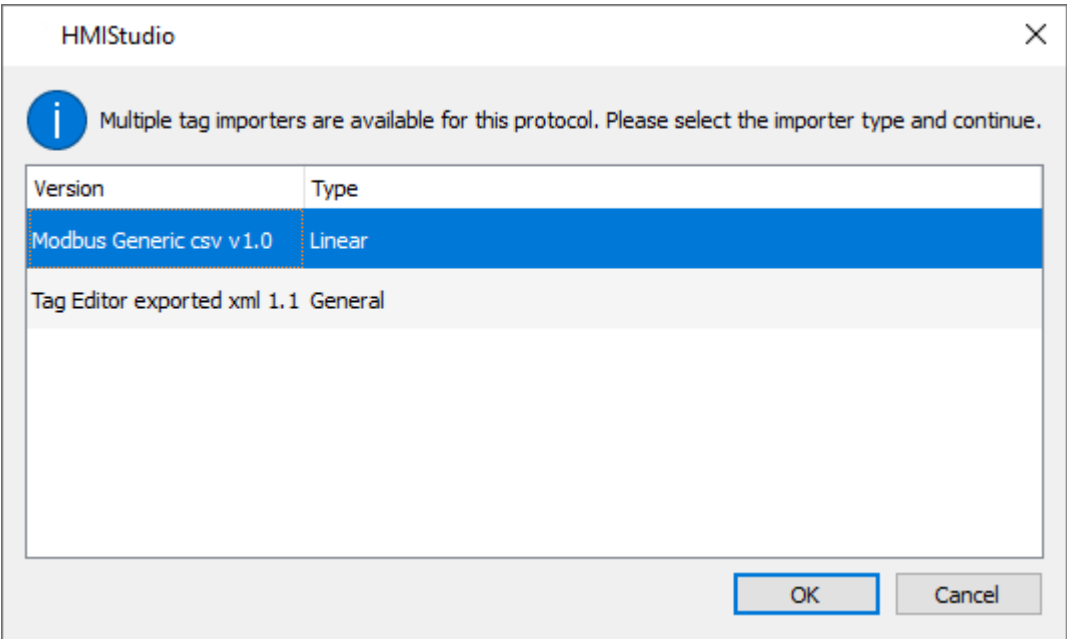 HMIStudio
Multiple tag importers are available for this protocol. Please select the importer type and continue.
Version Type
Modbus Generic csv v1.0 Linear
Tag Editor exported xml 1.1 General
OK Cancel